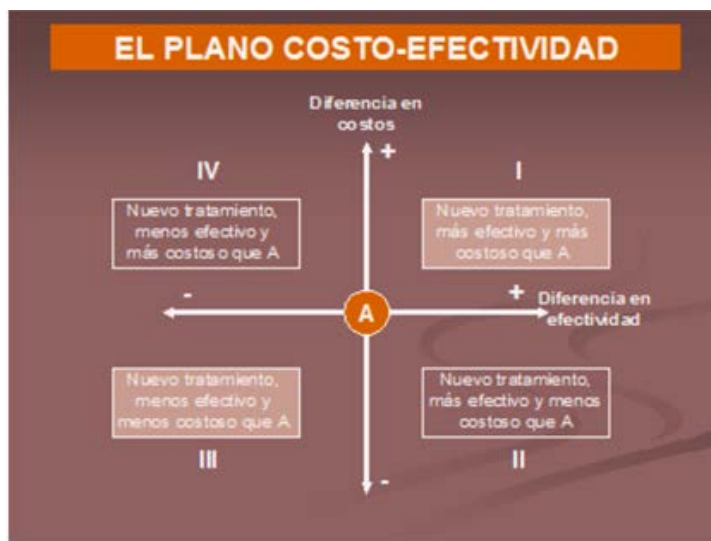 EL PLANO COSTO-EFECTIVIDAD
Diferencia en
costos
+
IV
I
Nuevo tratamiento,
menos efectivo y
más costoso que A
Nuevo tratamiento,
más efectivo y más
costoso que A
-
A
+
Diferencia en
efectividad
Nuevo tratamiento,
menos efectivo y
menos costoso que A
Nuevo tratamiento,
más efectivo y menos
costoso que A
III
II
-